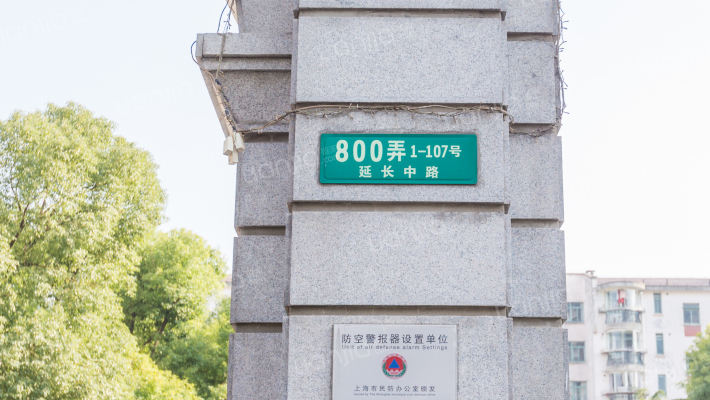 800弄 1-107号
延长中路
防空警报器设置单位
Unit of air defense alarm Settings
上海市民防办公室颁发